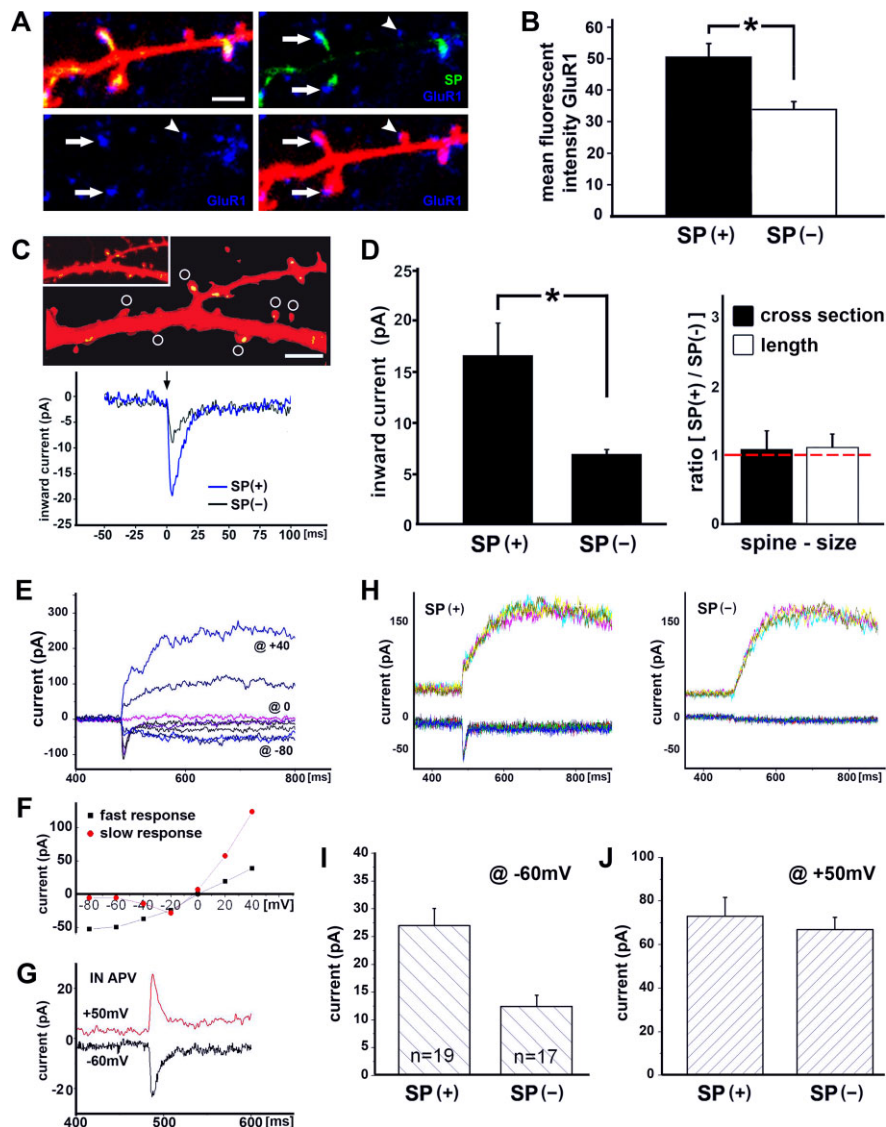 A
SP
GluR1
GluR1
GluR1
B
mean fluorescent
intensity GluR1
60
50
40
30
20
10
0
*
SP (+)
SP (−)
C
inward current (pA)
0
-5
-10
-15
-20
-25
SP(+)
SP(−)
-50 -25 0 25 50 75 100 [ms]
D
inward current (pA)
25
20
15
10
5
0
*
SP (+)
SP (−)
ratio [ SP(+) / SP(-) ]
3
2
1
0
cross section
length
spine - size
E
current (pA)
300
200
100
0
-100
@ +40
@ 0
@ -80
400 600 800 [ms]
H
SP (+)
current (pA)
150
0
-50
400 600 800 [ms]
SP (−)
current (pA)
150
0
-50
400 600 800 [ms]
F
fast response
slow response
current (pA)
100
50
0
-50
-80 -60 -40 -20 0 20 40 [mV]
G
IN APV
+50mV
-60mV
current (pA)
20
0
-20
400 500 600 [ms]
I
@ -60mV
current (pA)
40
35
30
25
20
15
10
5
0
n=19
n=17
SP (+)
SP (−)
J
@ +50mV
current (pA)
100
80
60
40
20
0
SP (+)
SP (−)